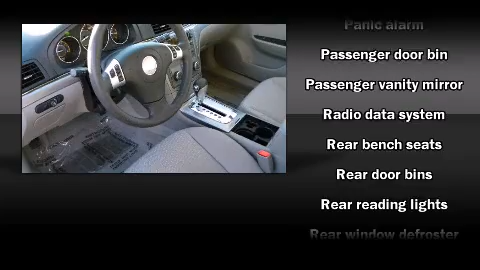 Panic alarm
Passenger door bin
Passenger vanity mirror
Radio data system
Rear bench seats
Rear door bins
Rear reading lights
Rear window defroster